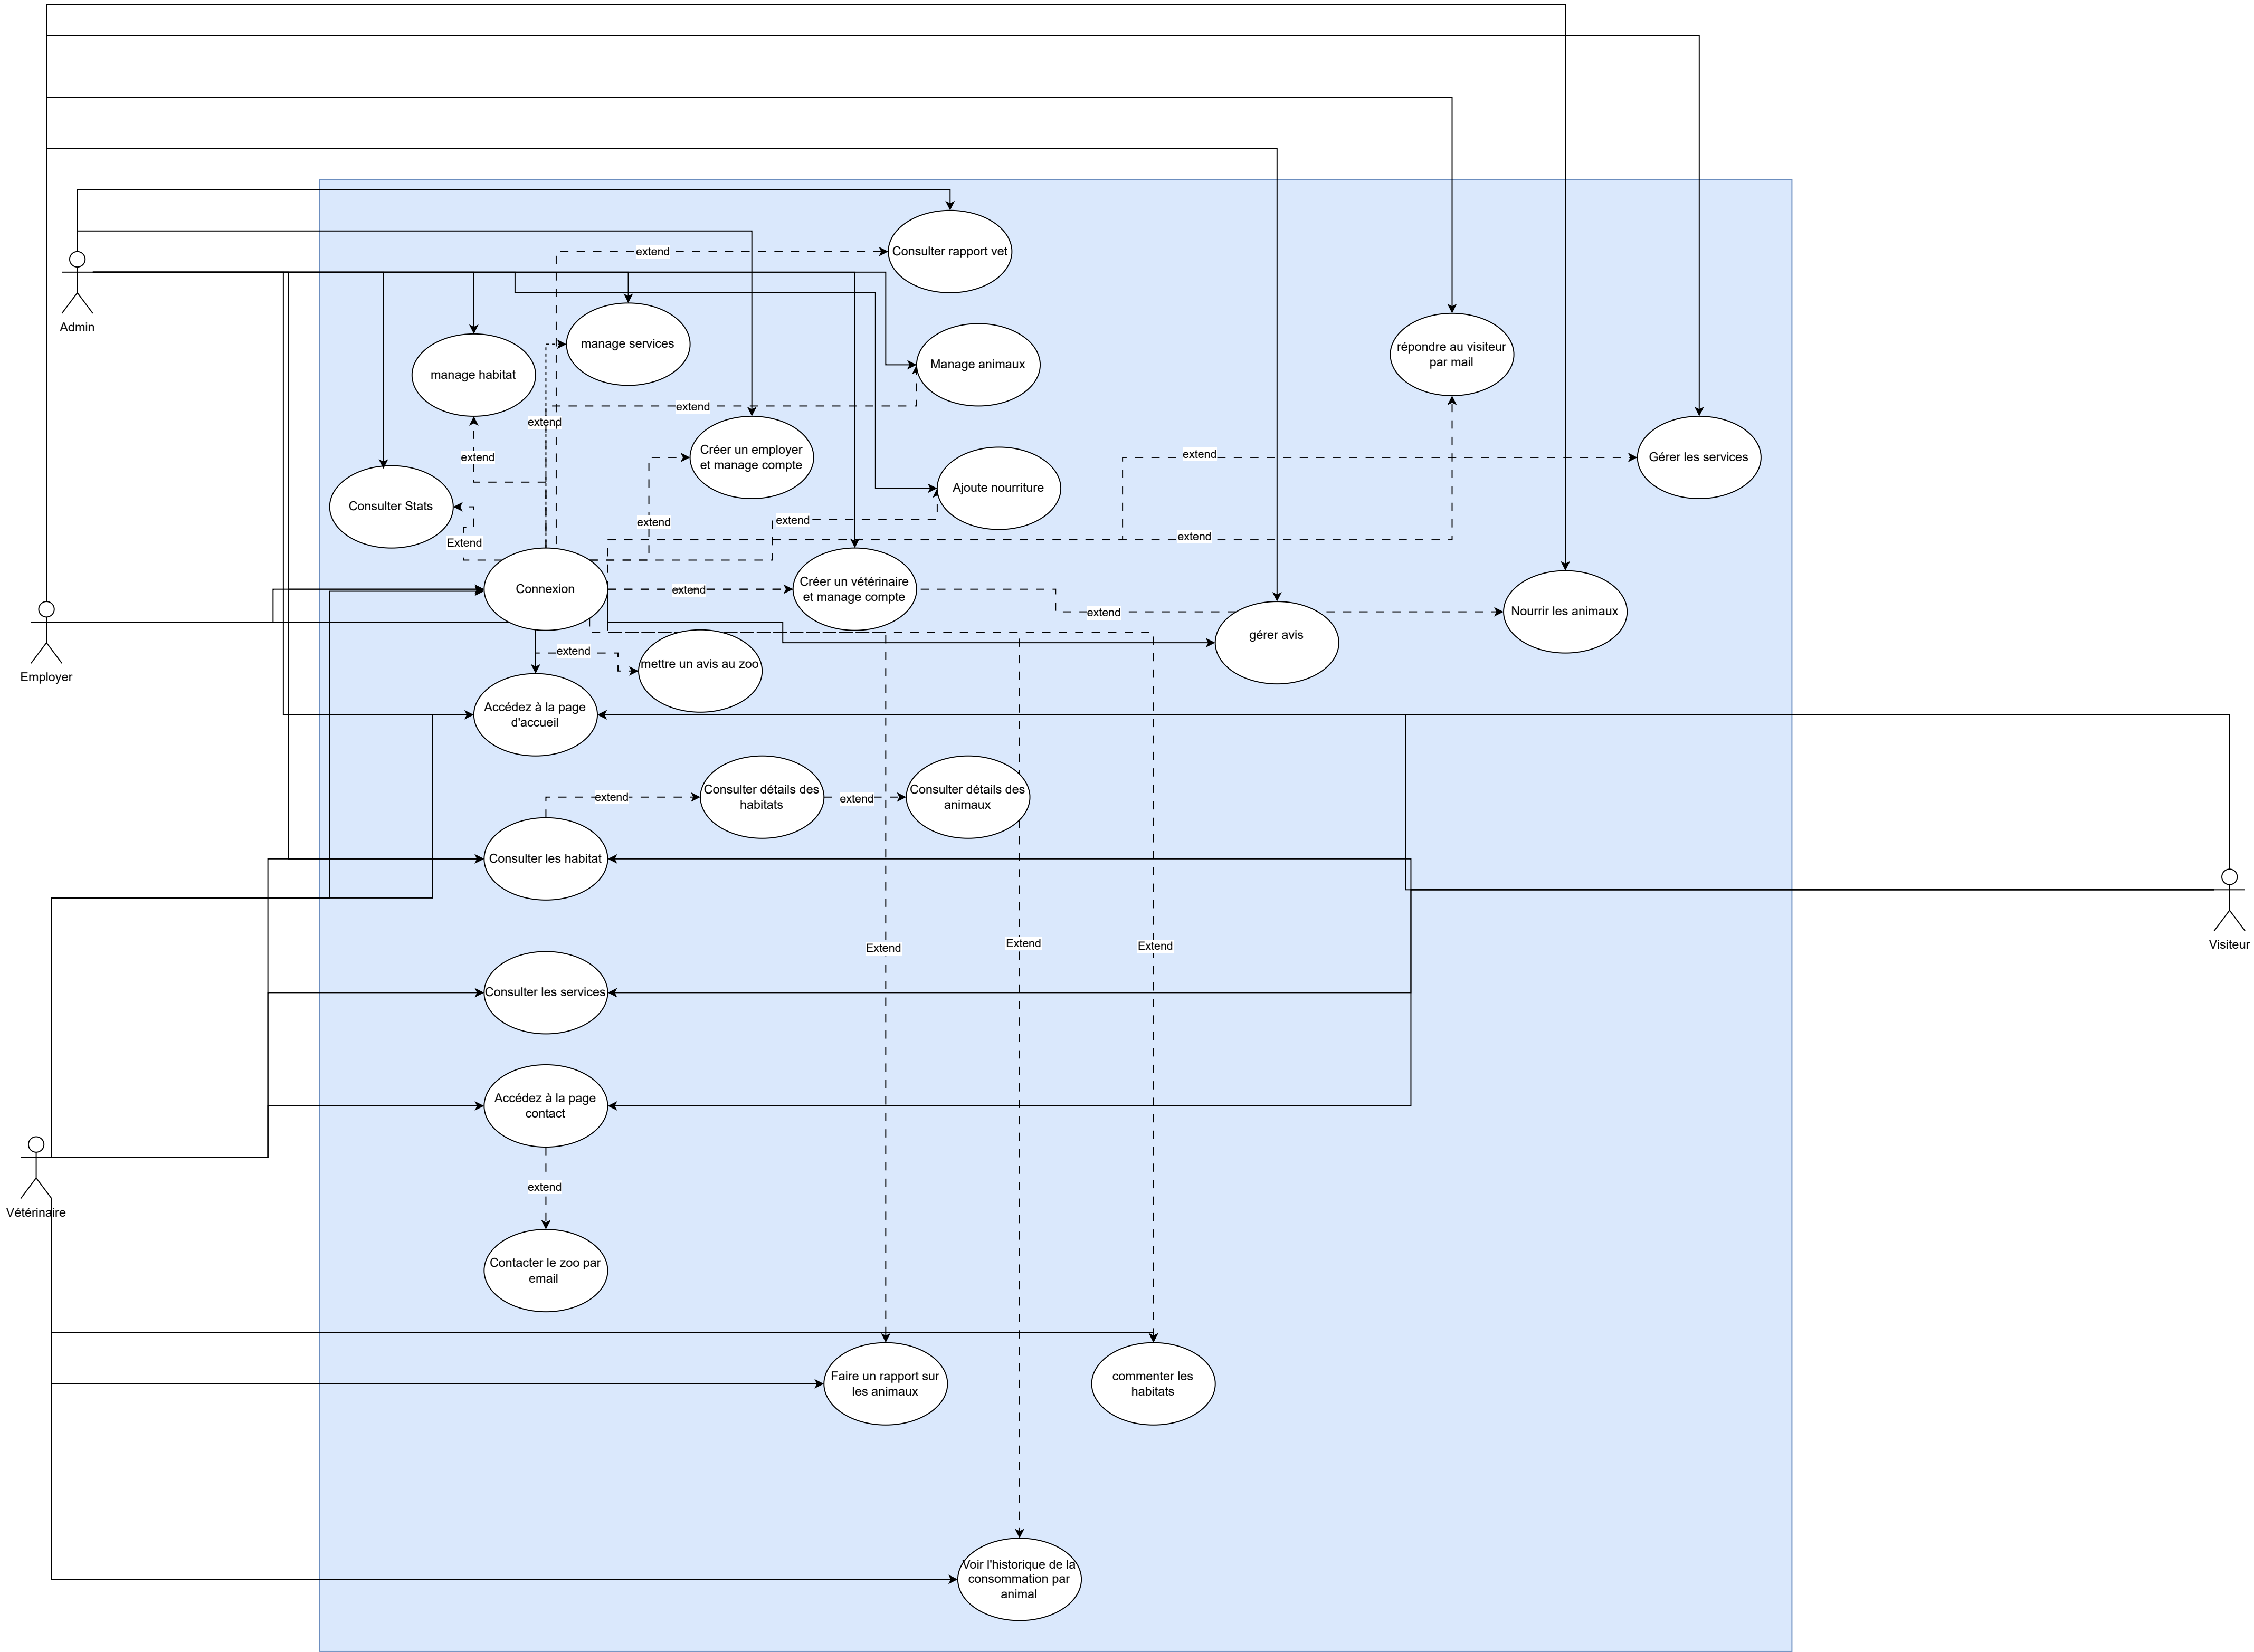 extend
Consulter rapport vet
Admin
manage services
manage habitat
Manage animaux
répondre au visiteur
par mail
extend
extend
Créer un employer
et manage compte
extend
extend
Gérer les services
Ajoute nourriture
Consulter Stats
extend
extend
extend
Extend
Connexion
extend
Créer un vétérinaire
et manage compte
extend
Nourrir les animaux
gérer avis
Employer
extend
mettre un avis au zoo
Accédez à la page
d'accueil
extend
Consulter détails des
habitats
extend
Consulter détails des
animaux
Consulter les habitat
Extend
Extend
Extend
Visiteur
Consulter les services
Accédez à la page
contact
extend
Vétérinaire
Contacter le zoo par
email
Faire un rapport sur
les animaux
commenter les
habitats
Voir l'historique de la
consommation par
animal